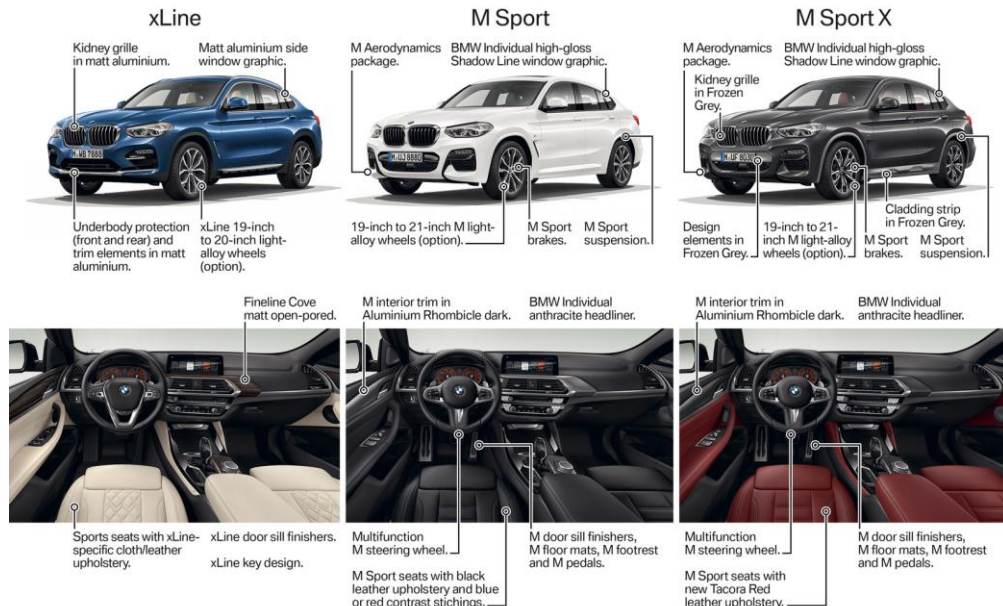 xLine
M Sport
M Sport X
Kidney grille
in matt aluminium.
Matt aluminium side
window graphic.
M Aerodynamics
package.
BMW Individual high-gloss
Shadow Line window graphic.
M Aerodynamics
package.
BMW Individual high-gloss
Shadow Line window graphic.
Kidney grille
in Frozen
Grey.
Underbody protection
(front and rear) and
trim elements in matt
aluminium.
xLine 19-inch
to 20-inch light-
alloy wheels
(option).
19-inch to 21-inch M light-
alloy wheels (option).
M Sport
brakes.
M Sport
suspension.
Design
elements in
Frozen Grey.
19-inch to 21-
inch M light-alloy
wheels (option).
M Sport
brakes.
Cladding strip
in Frozen Grey.
M Sport
suspension.
Fineline Cove
matt open-pored.
M interior trim in
Aluminium Rhombicle dark.
BMW Individual
anthracite headliner.
M interior trim in
Aluminium Rhombicle dark.
BMW Individual
anthracite headliner.
Sports seats with xLine-
specific cloth/leather
upholstery.
xLine door sill finishers.
xLine key design.
Multifunction
M steering wheel.
M door sill finishers,
M floor mats, M footrest
and M pedals.
M Sport seats with black
leather upholstery and blue
or red contrast stichings.
Multifunction
M steering wheel.
M door sill finishers,
M floor mats, M footrest
and M pedals.
M Sport seats with
new Tacora Red
leather upholstery.